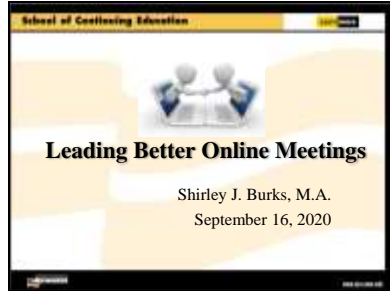 School of Continuing Education
Leading Better Online Meetings
Shirley J. Burks, M.A.
September 16, 2020